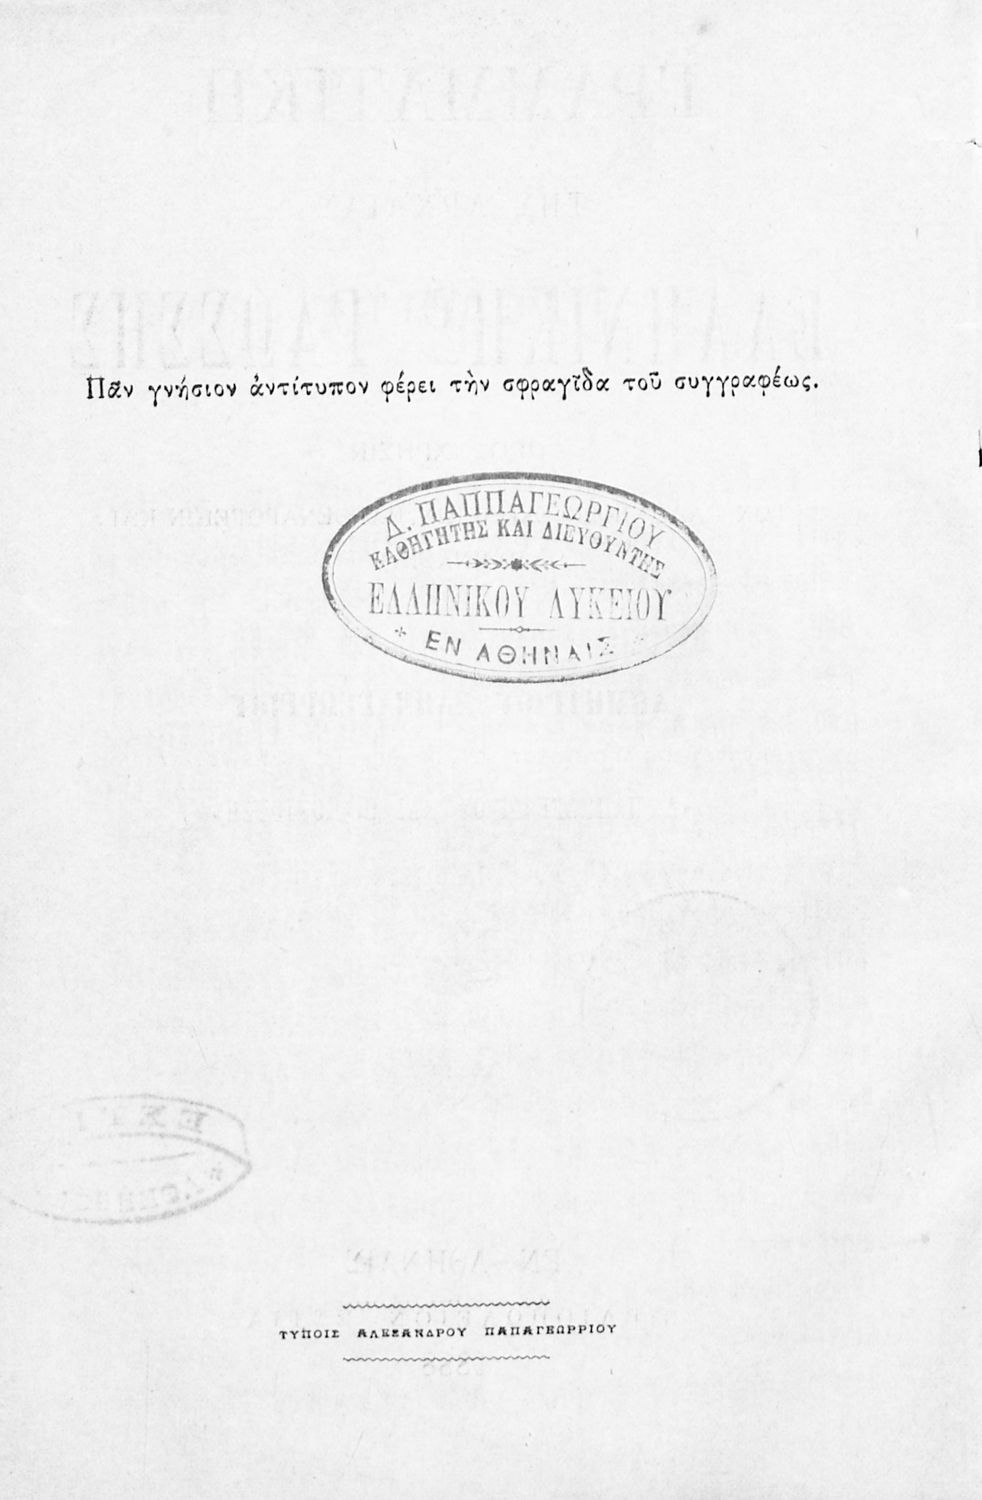 Πᾶν γνήσιον ἀντίτυπον φέρει τὴν σφραγῖδα τοῦ συγγραφέως.
Δ. ΠΑΠΠΑΓΕΩΡΓΙΟΥ
ΚΑΘΗΓΗΤΗΣ ΚΑΙ ΔΙΕΥΘΥΝΤΗΣ
ΕΛΛΗΝΙΚΟΥ ΛΥΚΕΙΟΥ
* ΕΝ ΑΘΗΝΑΙΣ *
ΤΥΠΟΙΣ ΑΛΕΞΑΝΔΡΟΥ ΠΑΠΑΓΕΩΡΡΙΟΥ